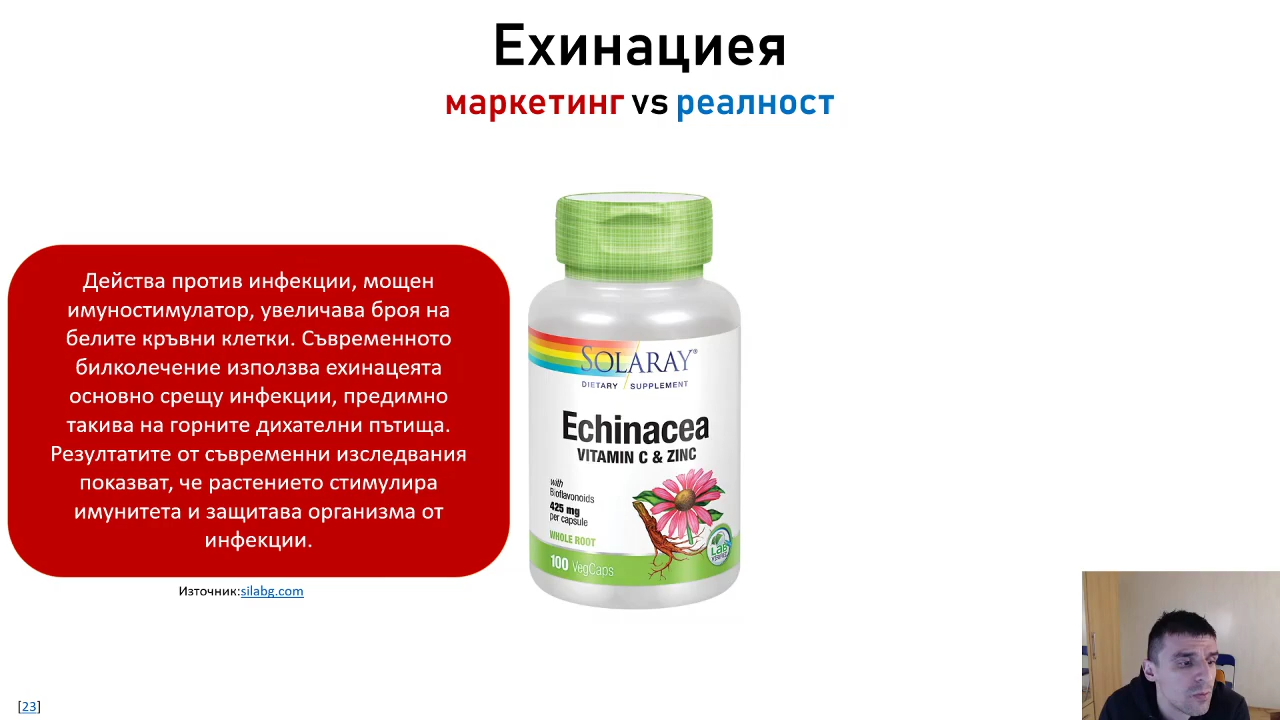 Ехинациея
маркетинг vs реалност
Действа против инфекции, мощен
имуностимулатор, увеличава броя на
белите кръвни клетки. Съвременното
билколечение използва ехинацеята
основно срещу инфекции, предимно
такива на горните дихателни пътища.
Резултатите от съвременни изследвания
показват, че растението стимулира
имунитета и защитава организма от
инфекции.
Източник:silabg.com
SOLARAY®
DIETARY SUPPLEMENT
Echinacea
VITAMIN C & ZINC
with
Bioflavonoids
425 mg
per capsule
WHOLE ROOT
Lab
100 VegCaps
[23]